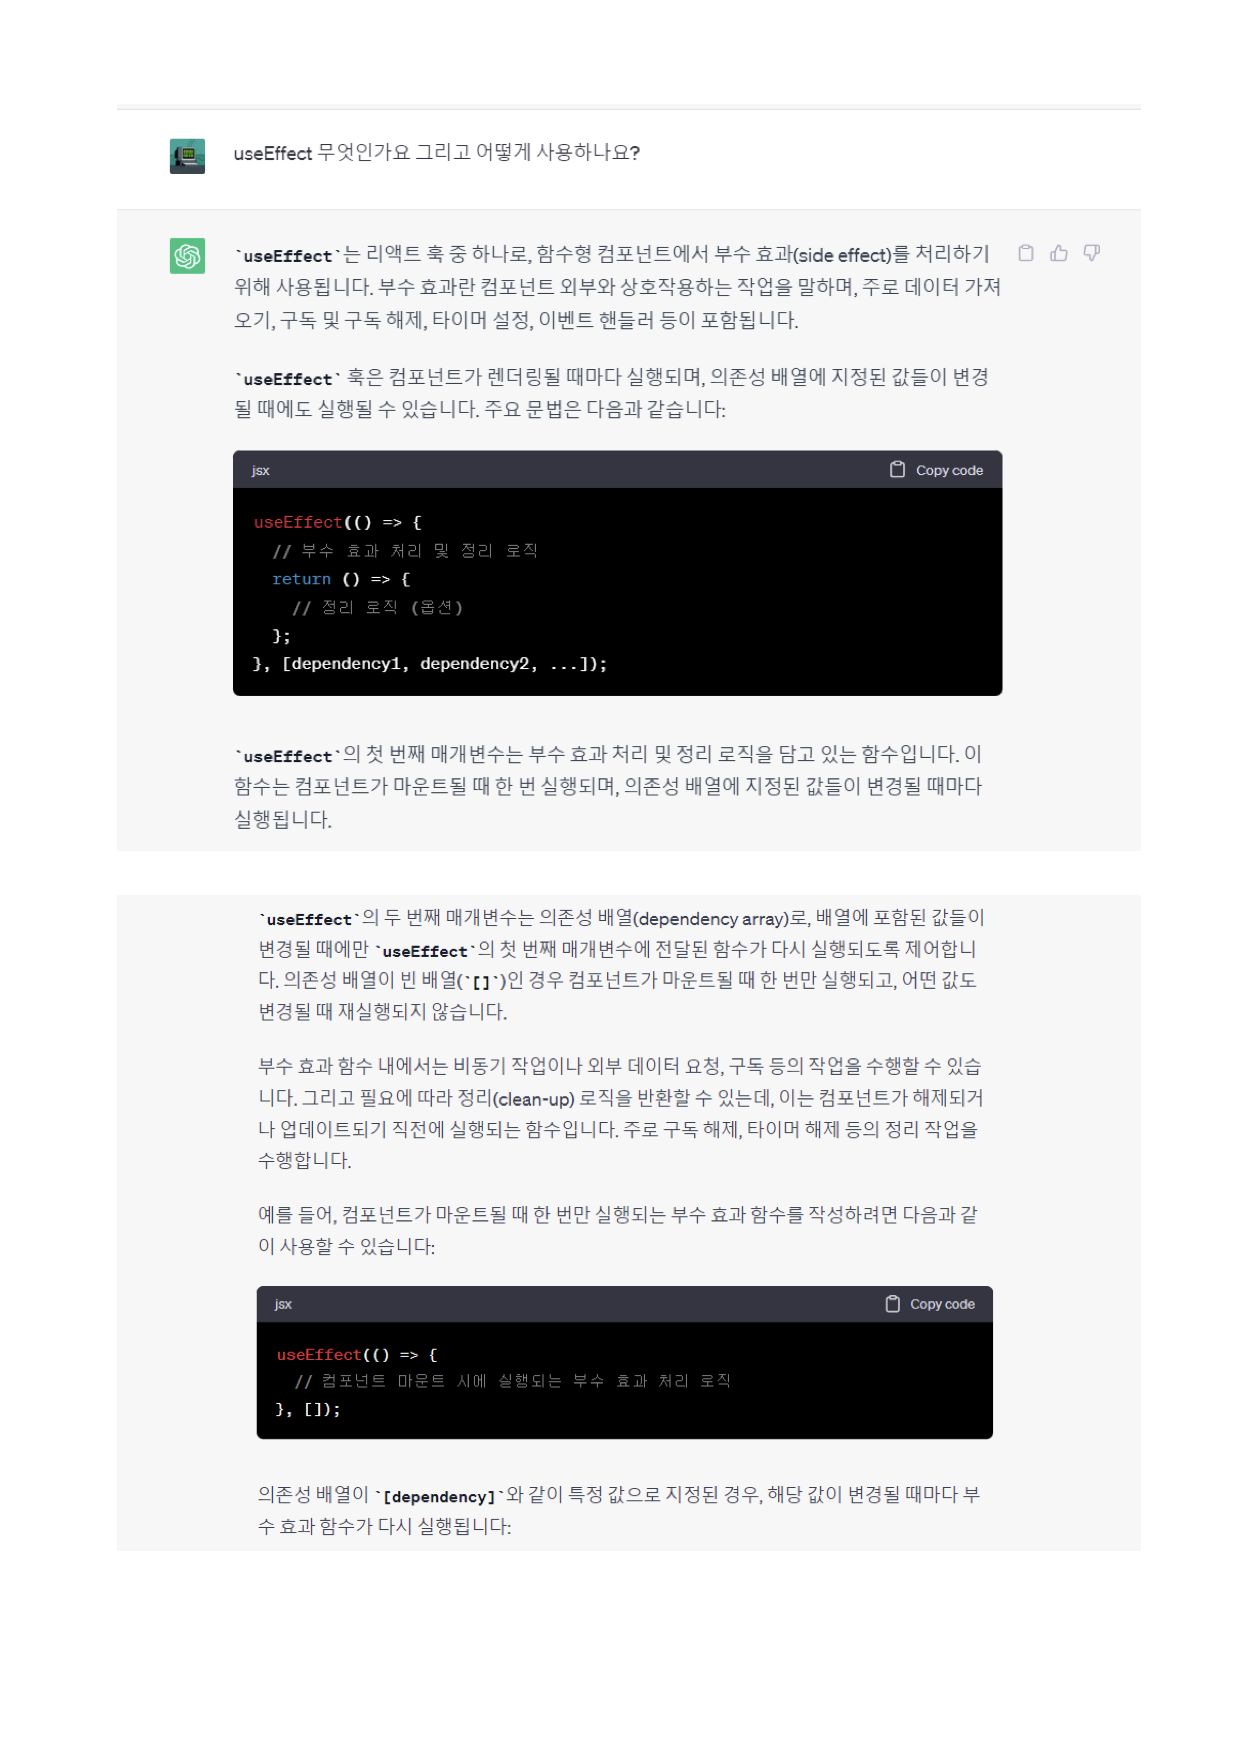 useEffect 무엇인가요 그리고 어떻게 사용하나요?
`useEffect`는 리액트 훅 중 하나로, 함수형 컴포넌트에서 부수 효과(side effect)를 처리하기
위해 사용됩니다. 부수 효과란 컴포넌트 외부와 상호작용하는 작업을 말하며, 주로 데이터 가져
오기, 구독 및 구독 해제, 타이머 설정, 이벤트 핸들러 등이 포함됩니다.
`useEffect` 훅은 컴포넌트가 렌더링될 때마다 실행되며, 의존성 배열에 지정된 값들이 변경
될 때에도 실행될 수 있습니다. 주요 문법은 다음과 같습니다:
jsx Copy code
useEffect(() => {
  // 부수 효과 처리 및 정리 로직
  return () => {
    // 정리 로직 (옵션)
  };
}, [dependency1, dependency2, ...]);
`useEffect`의 첫 번째 매개변수는 부수 효과 처리 및 정리 로직을 담고 있는 함수입니다. 이
함수는 컴포넌트가 마운트될 때 한 번 실행되며, 의존성 배열에 지정된 값들이 변경될 때마다
실행됩니다.
`useEffect`의 두 번째 매개변수는 의존성 배열(dependency array)로, 배열에 포함된 값들이
변경될 때에만 `useEffect`의 첫 번째 매개변수에 전달된 함수가 다시 실행되도록 제어합니
다. 의존성 배열이 빈 배열(`[]`)인 경우 컴포넌트가 마운트될 때 한 번만 실행되고, 어떤 값도
변경될 때 재실행되지 않습니다.
부수 효과 함수 내에서는 비동기 작업이나 외부 데이터 요청, 구독 등의 작업을 수행할 수 있습
니다. 그리고 필요에 따라 정리(clean-up) 로직을 반환할 수 있는데, 이는 컴포넌트가 해제되거
나 업데이트되기 직전에 실행되는 함수입니다. 주로 구독 해제, 타이머 해제 등의 정리 작업을
수행합니다.
예를 들어, 컴포넌트가 마운트될 때 한 번만 실행되는 부수 효과 함수를 작성하려면 다음과 같
이 사용할 수 있습니다:
jsx Copy code
useEffect(() => {
  // 컴포넌트 마운트 시에 실행되는 부수 효과 처리 로직
}, []);
의존성 배열이 `[dependency]`와 같이 특정 값으로 지정된 경우, 해당 값이 변경될 때마다 부
수 효과 함수가 다시 실행됩니다: